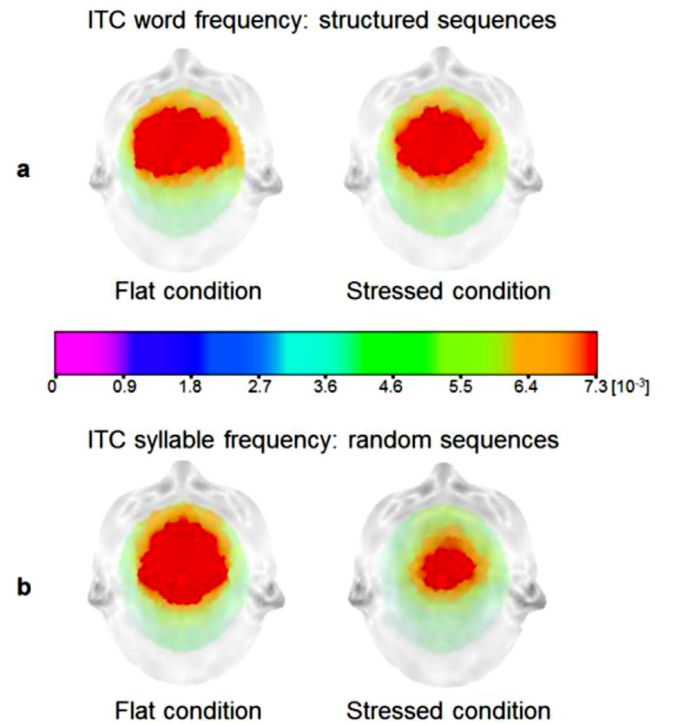 ITC word frequency: structured sequences
a
Flat condition Stressed condition
0 0.9 1.8 2.7 3.6 4.6 5.5 6.4 7.3 [10⁻³]
ITC syllable frequency: random sequences
b
Flat condition Stressed condition